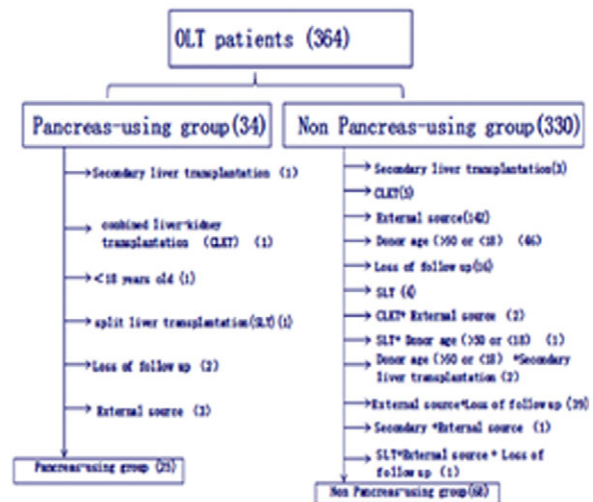 OLT patients (364)
Pancreas-using group(34)
Non Pancreas-using group(330)
Secondary liver transplantation (1)
combined liver-kidney
transplantation (CLKT) (1)
<18 years old (1)
split liver transplantation(SLT)(1)
Loss of follow up (2)
External source (3)
Pancreas-using group (25)
Secondary liver transplantation(3)
CLKT(5)
External source(142)
Donor age (>50 or <18) (46)
Loss of follow up(16)
SLT (4)
CLKT* External source (2)
SLT* Donor age (>50 or <18) (1)
Donor age (>50 or <18) *Secondary
liver transplantation (2)
External source*Loss of follow up (39)
Secondary *External source (1)
SLT*External source * Loss of
follow up (1)
Non Pancreas-using group(68)